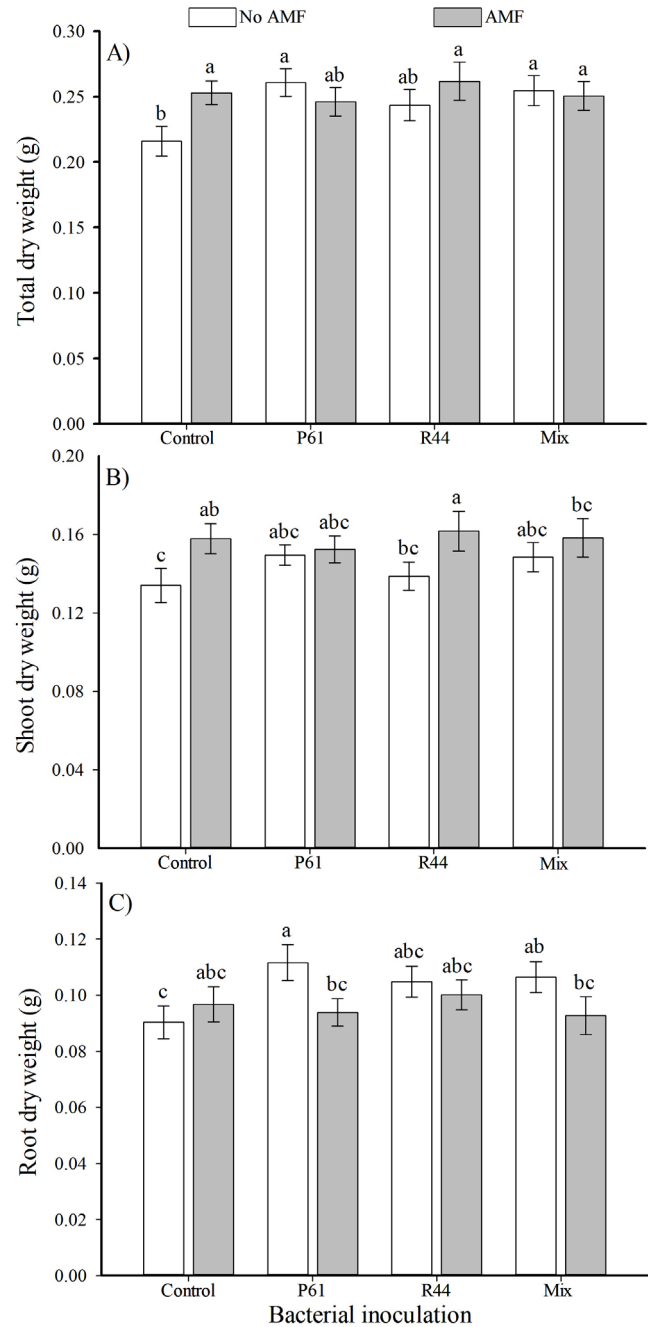 No AMF AMF
A)
Total dry weight (g)
0.30
0.25
0.20
0.15
0.10
0.05
0.00
b a a ab ab a a a
Control P61 R44 Mix
B)
Shoot dry weight (g)
0.20
0.16
0.12
0.08
0.04
0.00
c ab abc abc bc a abc bc
Control P61 R44 Mix
C)
Root dry weight (g)
0.14
0.12
0.10
0.08
0.06
0.04
0.02
0.00
c abc a bc abc abc ab bc
Control P61 R44 Mix
Bacterial inoculation